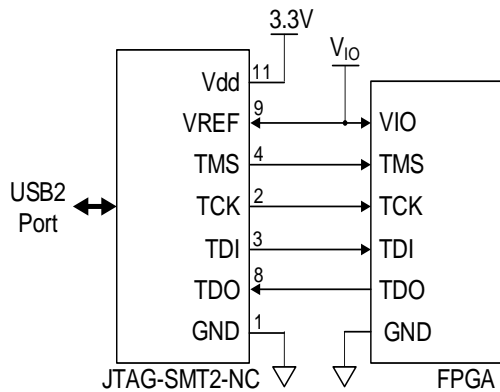 3.3V
VIO
Vdd 11
VREF 9 VIO
TMS 4 TMS
USB2
Port
TCK 2 TCK
TDI 3 TDI
TDO 8 TDO
GND 1 GND
JTAG-SMT2-NC
FPGA